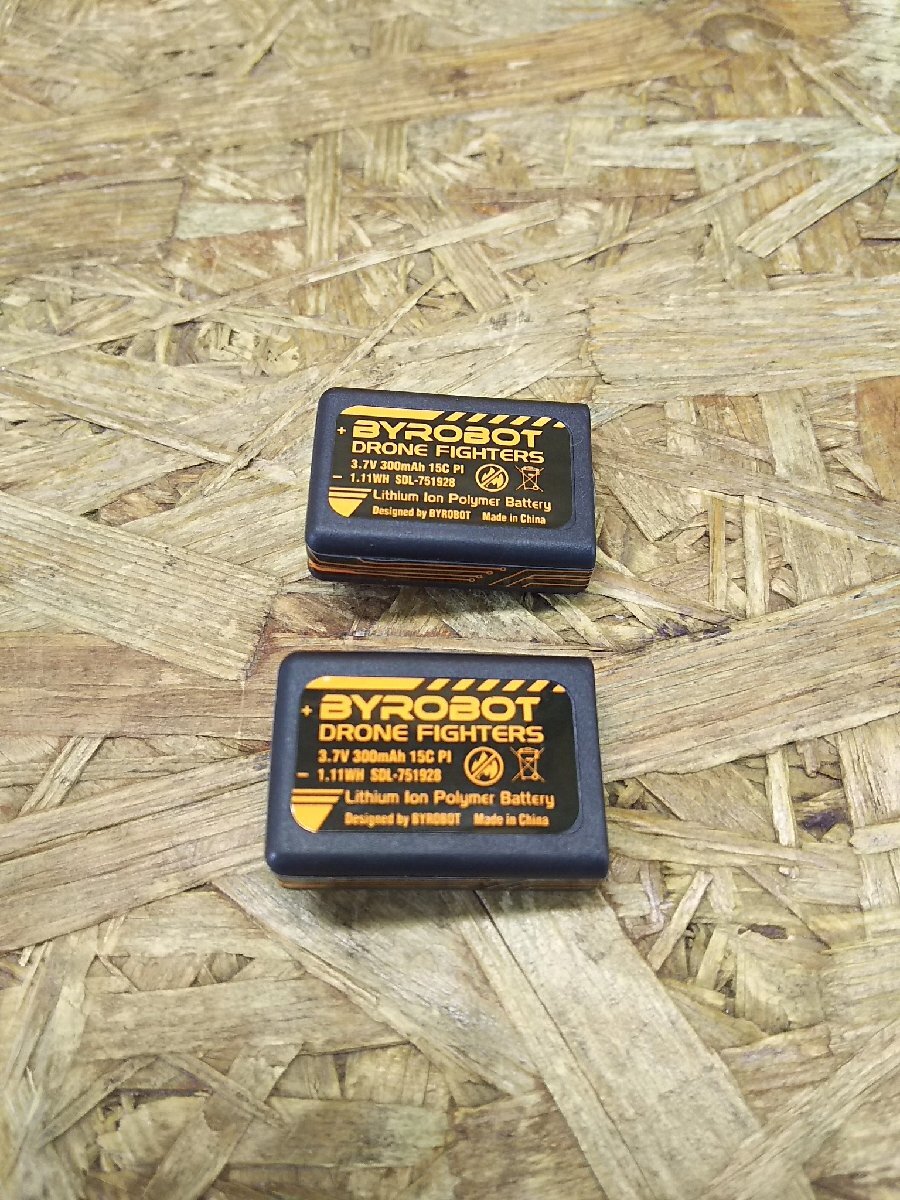 + BYROBOT
DRONE FIGHTERS
3.7V 300mAh 15C PI
- 1.11WH SDL-751928
Lithium Ion Polymer Battery
Designed by BYROBOT Made in China
+ BYROBOT
DRONE FIGHTERS
3.7V 300mAh 15C PI
- 1.11WH SDL-751928
Lithium Ion Polymer Battery
Designed by BYROBOT Made in China